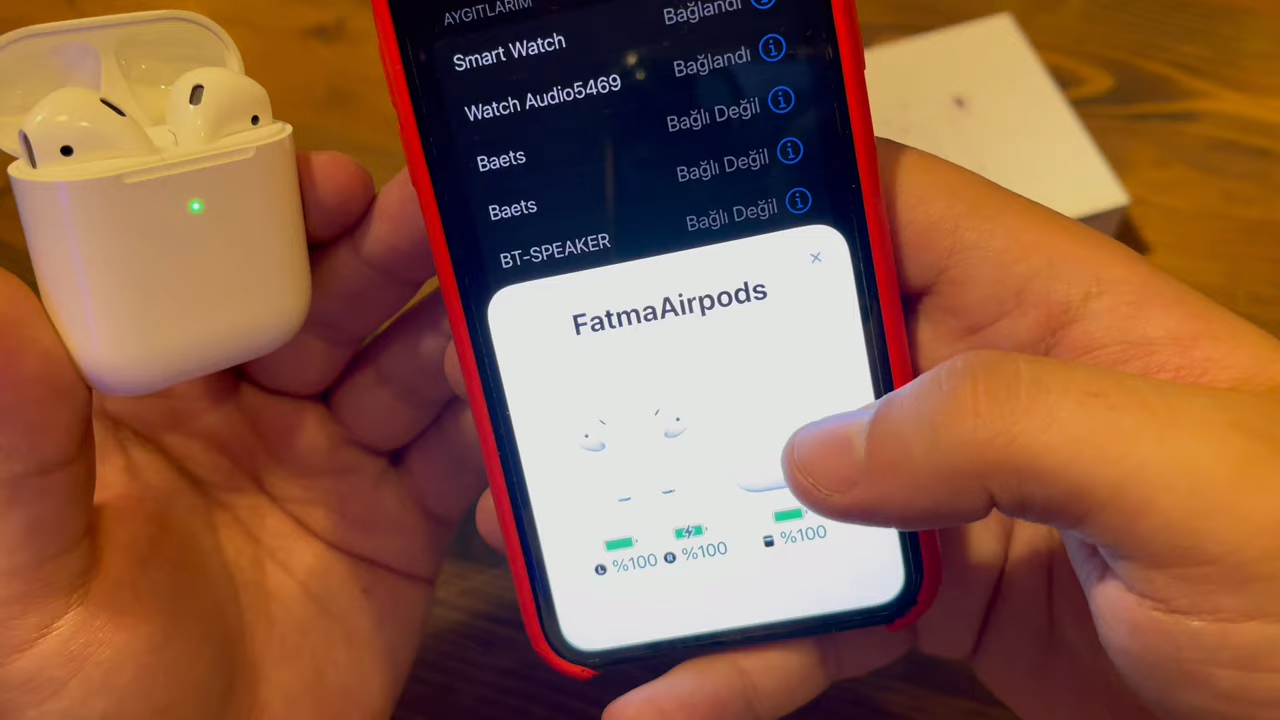 AYGITLARIM
Bağlandı
Smart Watch
Bağlandı
Watch Audio5469
Bağlı Değil
Baets
Bağlı Değil
Baets
Bağlı Değil
BT-SPEAKER
FatmaAirpods
L %100 R %100 %100